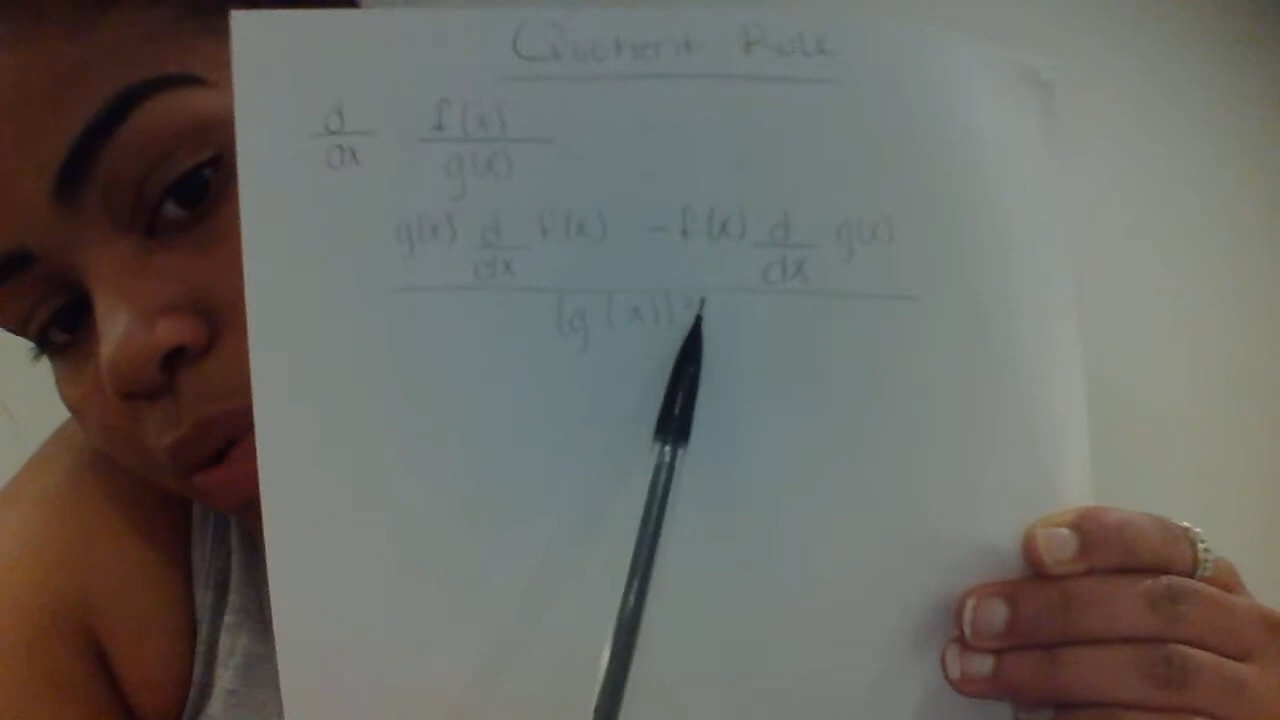 Quotient Rule
d/dx f(x)/g(x)
g(x) d/dx f(x) - f(x) d/dx g(x)
(g(x))²